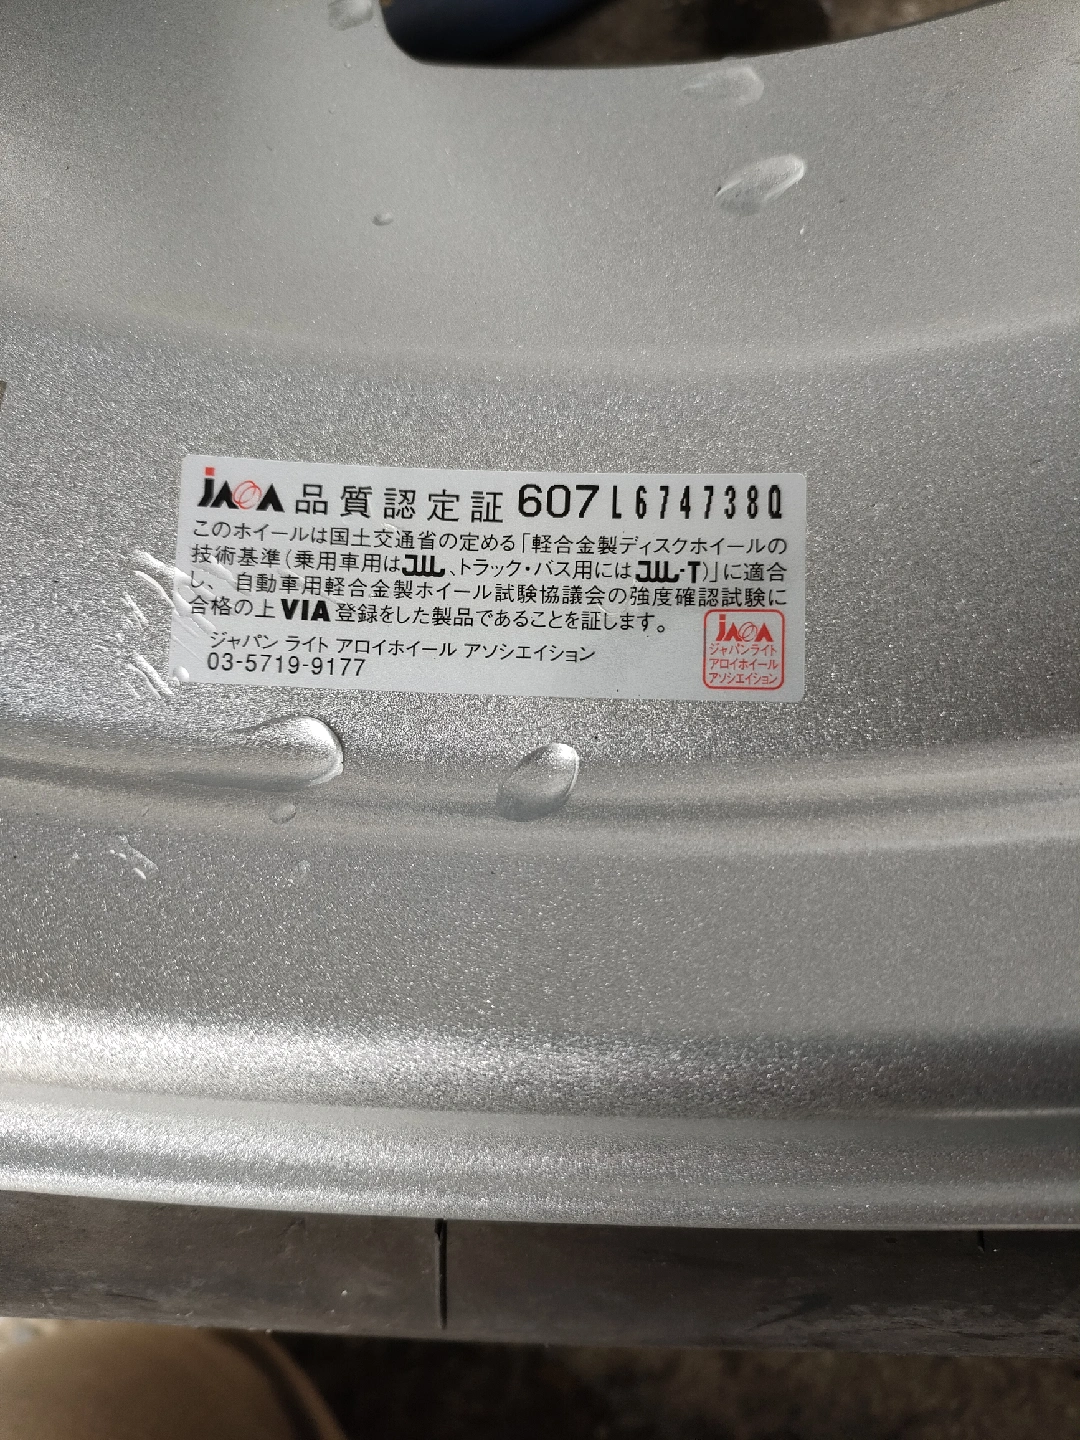 JAWA 品質認定証 607 L674738Q
このホイールは国土交通省の定める「軽合金製ディスクホイールの
技術基準(乗用車用はJWL、トラック・バス用にはJWL-T)」に適合
し、自動車用軽合金製ホイール試験協議会の強度確認試験に
合格の上VIA登録をした製品であることを証します。
ジャパン ライト アロイホイール アソシエイション
03-5719-9177
JAWA
ジャパンライト
アロイホイール
アソシエイション